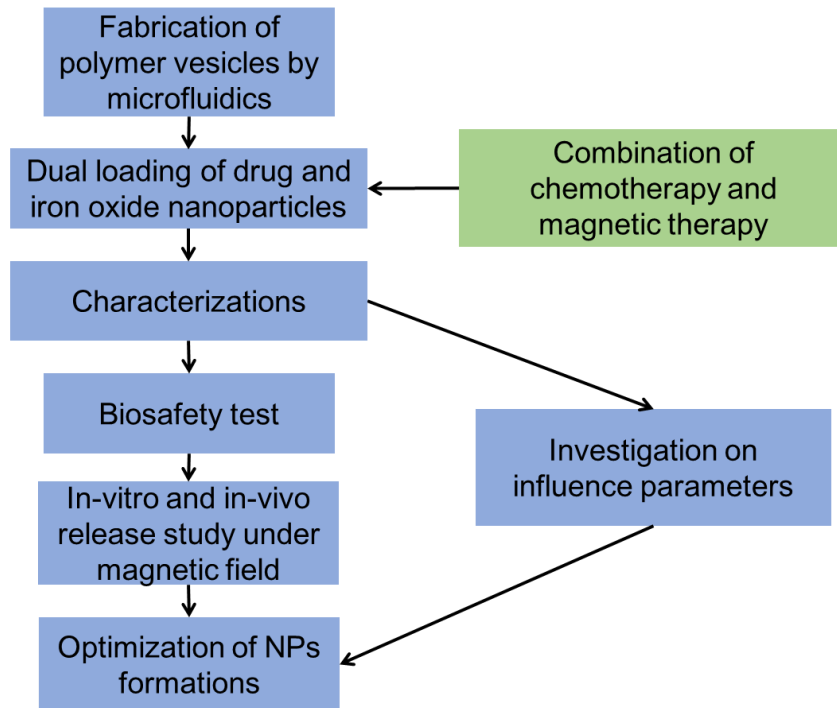 Fabrication of
polymer vesicles by
microfluidics
Dual loading of drug and
iron oxide nanoparticles
Combination of
chemotherapy and
magnetic therapy
Characterizations
Biosafety test
Investigation on
influence parameters
In-vitro and in-vivo
release study under
magnetic field
Optimization of NPs
formations